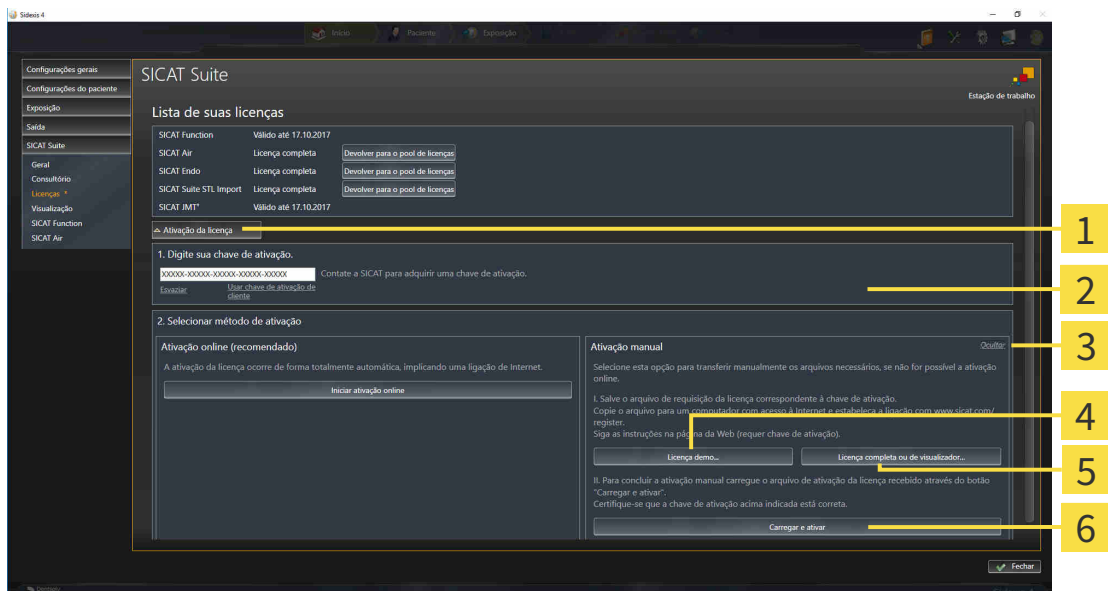 Sidexis 4
Início
Paciente
Exposição
Configurações gerais
Configurações do paciente
Exposição
Saída
SICAT Suite
Geral
Consultório
Licenças *
Visualização
SICAT Function
SICAT Air
SICAT Suite
Estação de trabalho
Lista de suas licenças
SICAT Function Válido até 17.10.2017
SICAT Air Licença completa Devolver para o pool de licenças
SICAT Endo Licença completa Devolver para o pool de licenças
SICAT Suite STL Import Licença completa Devolver para o pool de licenças
SICAT JMT⁺ Válido até 17.10.2017
Ativação da licença
1
1. Digite sua chave de ativação.
XXXXX-XXXXX-XXXXX-XXXXX-XXXXX Contate a SICAT para adquirir uma chave de ativação.
Esvaziar
Usar chave de ativação de
cliente
2
2. Selecionar método de ativação
Ativação online (recomendado)
A ativação da licença ocorre de forma totalmente automática, implicando uma ligação de Internet.
Iniciar ativação online
Ativação manual
Ocultar
3
Selecione esta opção para transferir manualmente os arquivos necessários, se não for possível a ativação
online.
I. Salve o arquivo de requisição da licença correspondente à chave de ativação.
Copie o arquivo para um computador com acesso à Internet e estabeleça a ligação com www.sicat.com/
register.
Siga as instruções na página da Web (requer chave de ativação).
4
Licença demo...
Licença completa ou de visualizador...
5
II. Para concluir a ativação manual carregue o arquivo de ativação da licença recebido através do botão
"Carregar e ativar".
Certifique-se que a chave de ativação acima indicada está correta.
Carregar e ativar
6
Fechar